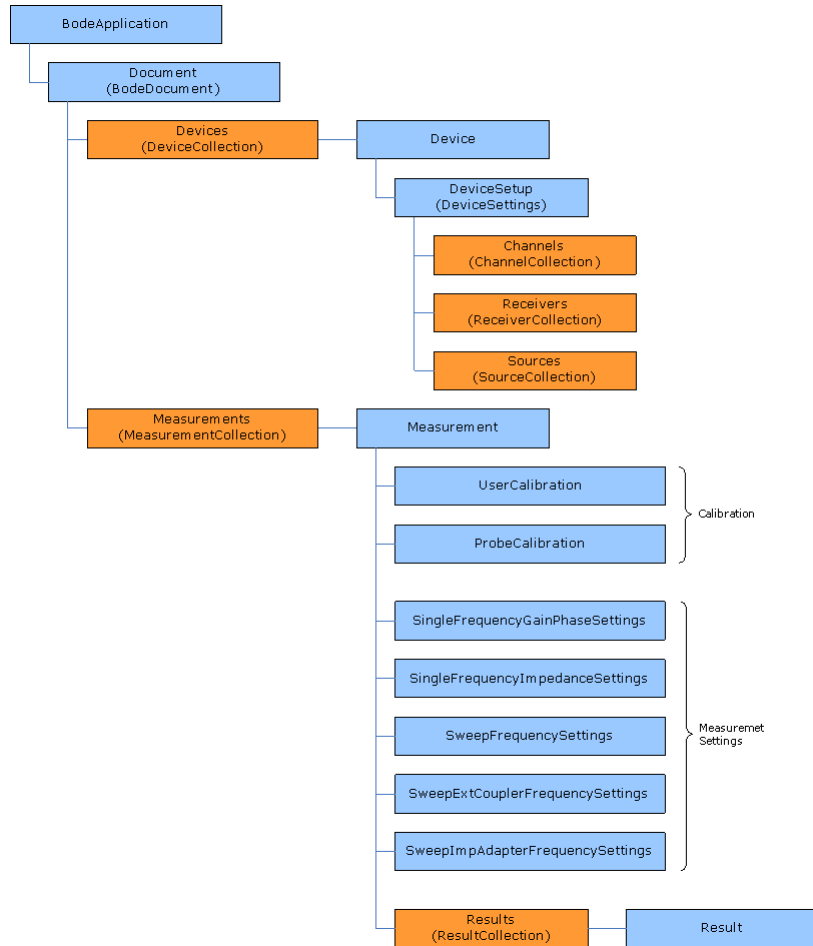 BodeApplication
Document
(BodeDocument)
Devices
(DeviceCollection)
Device
DeviceSetup
(DeviceSettings)
Channels
(ChannelCollection)
Receivers
(ReceiverCollection)
Sources
(SourceCollection)
Measurements
(MeasurementCollection)
Measurement
UserCalibration
Calibration
ProbeCalibration
SingleFrequencyGainPhaseSettings
SingleFrequencyImpedanceSettings
SweepFrequencySettings
Measuremet
Settings
SweepExtCouplerFrequencySettings
SweepImpAdapterFrequencySettings
Results
(ResultCollection)
Result